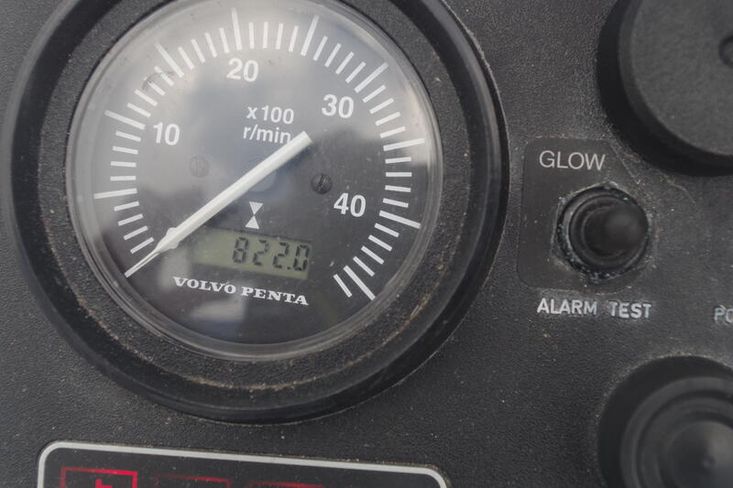 20
30
10
40
x100
r/min
822.0
VOLVO PENTA
GLOW
ALARM TEST